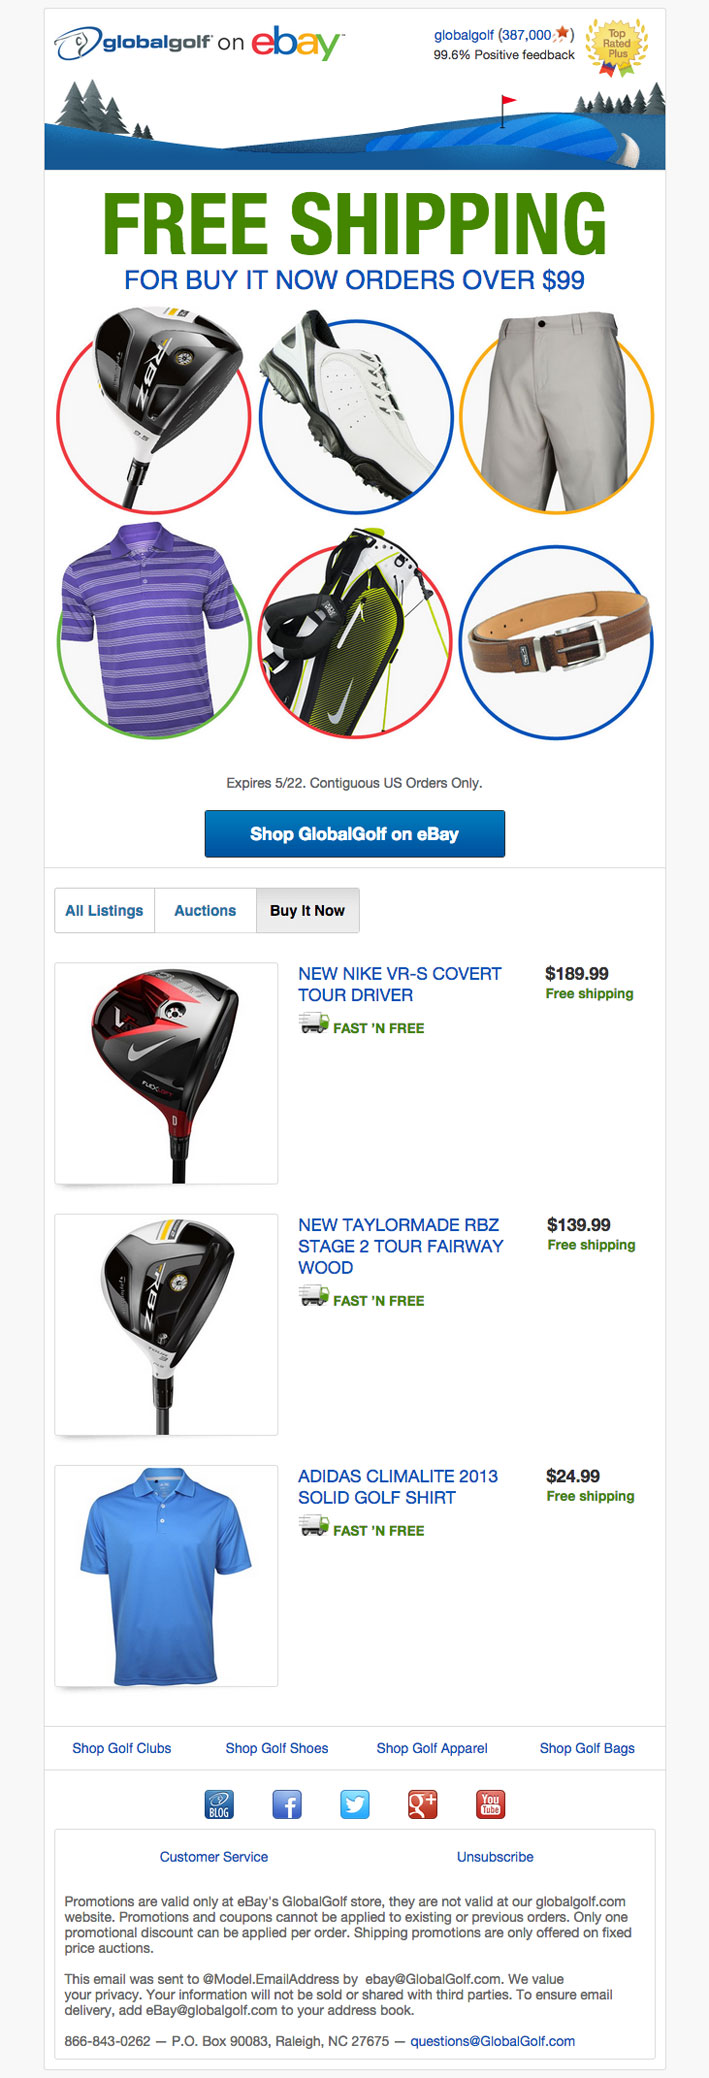 globalgolf on ebay™
globalgolf (387,000 )
99.6% Positive feedback
Top
Rated
Plus
FREE SHIPPING
FOR BUY IT NOW ORDERS OVER $99
RBZ
9.5
Expires 5/22. Contiguous US Orders Only.
Shop GlobalGolf on eBay
All Listings
Auctions
Buy It Now
NEW NIKE VR-S COVERT
TOUR DRIVER
FAST 'N FREE
$189.99
Free shipping
NEW TAYLORMADE RBZ
STAGE 2 TOUR FAIRWAY
WOOD
FAST 'N FREE
$139.99
Free shipping
RBZ
TOUR
3
ADIDAS CLIMALITE 2013
SOLID GOLF SHIRT
FAST 'N FREE
$24.99
Free shipping
Shop Golf Clubs
Shop Golf Shoes
Shop Golf Apparel
Shop Golf Bags
BLOG
f
g+
You
Tube
Customer Service
Unsubscribe
Promotions are valid only at eBay's GlobalGolf store, they are not valid at our globalgolf.com
website. Promotions and coupons cannot be applied to existing or previous orders. Only one
promotional discount can be applied per order. Shipping promotions are only offered on fixed
price auctions.
This email was sent to @Model.EmailAddress by ebay@GlobalGolf.com. We value
your privacy. Your information will not be sold or shared with third parties. To ensure email
delivery, add eBay@globalgolf.com to your address book.
866-843-0262 — P.O. Box 90083, Raleigh, NC 27675 — questions@GlobalGolf.com